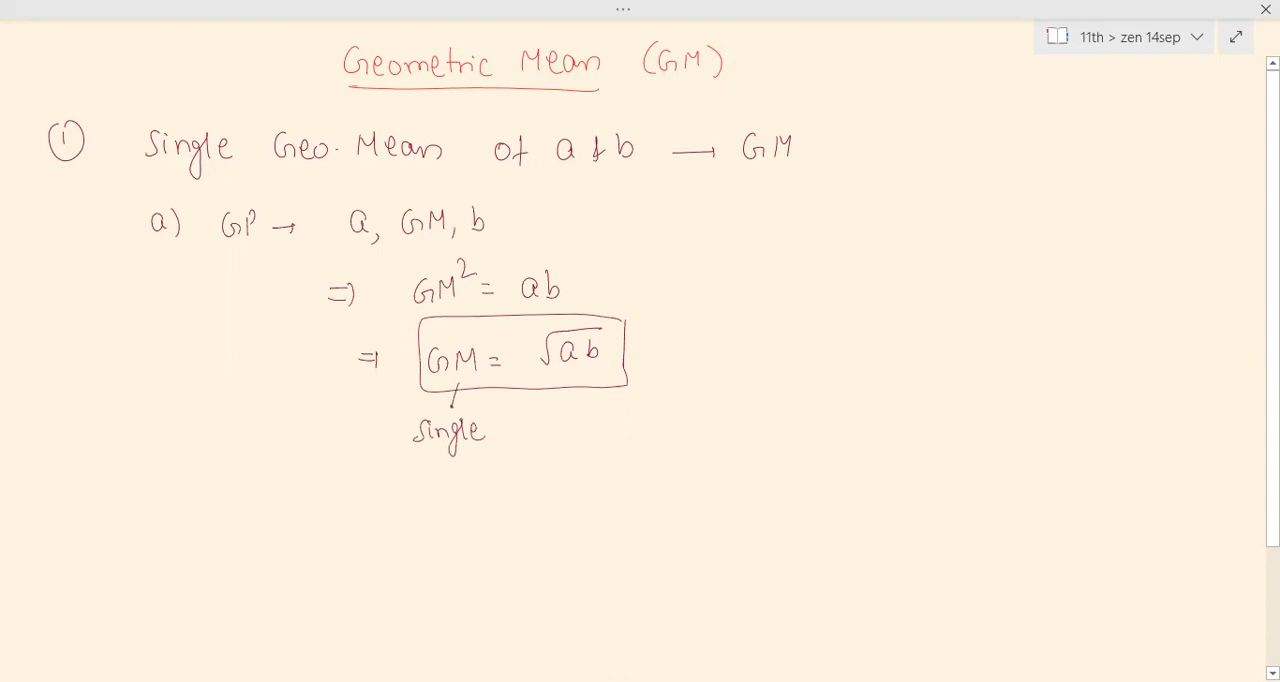 11th > zen 14sep
Geometric Mean (GM)
① Single Geo. Mean of a & b → GM
a) GP → a, GM, b
⇒ GM² = ab
⇒ GM = √ab
single